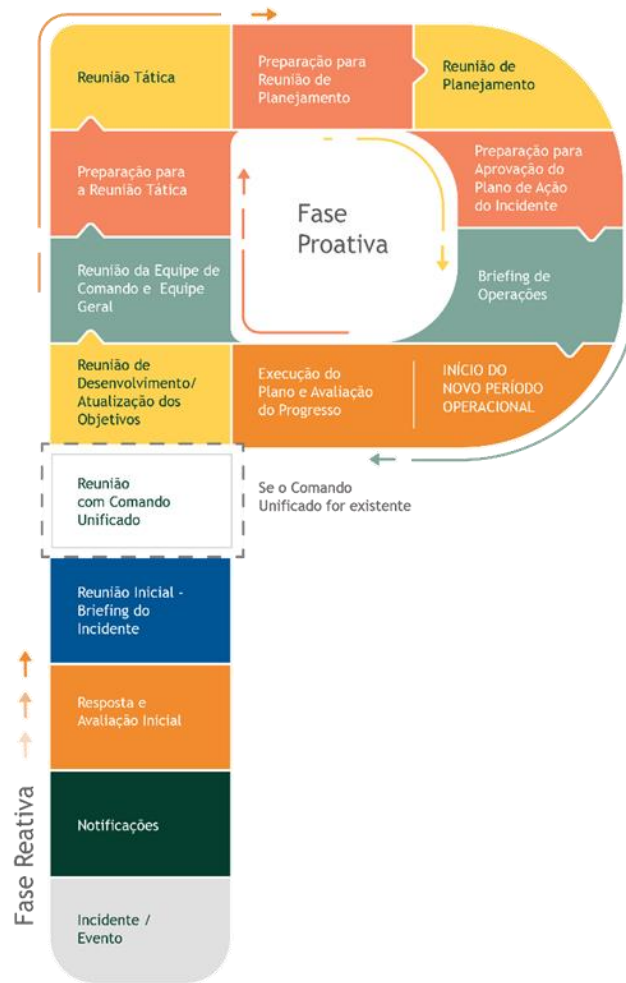 Reunião Tática
Preparação para
Reunião de
Planejamento
Reunião de
Planejamento
Preparação para
a Reunião Tática
Fase
Proativa
Preparação para
Aprovação do
Plano de Ação
do Incidente
Reunião da Equipe de
Comando e Equipe
Geral
Briefing de
Operações
Reunião de
Desenvolvimento/
Atualização dos
Objetivos
Execução do
Plano e Avaliação
do Progresso
INÍCIO DO
NOVO PERÍODO
OPERACIONAL
Reunião
com Comando
Unificado
Se o Comando
Unificado for existente
Reunião Inicial -
Briefing do
Incidente
Resposta e
Avaliação Inicial
Notificações
Incidente /
Evento
Fase Reativa